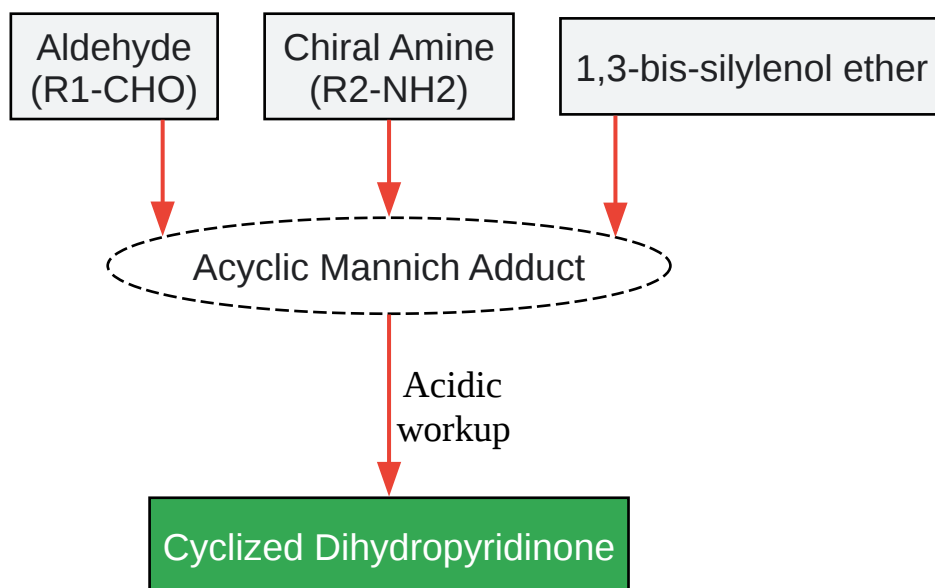 Aldehyde
(R1-CHO)
Chiral Amine
(R2-NH2)
1,3-bis-silylenol ether
Acyclic Mannich Adduct
Acidic
workup
Cyclized Dihydropyridinone